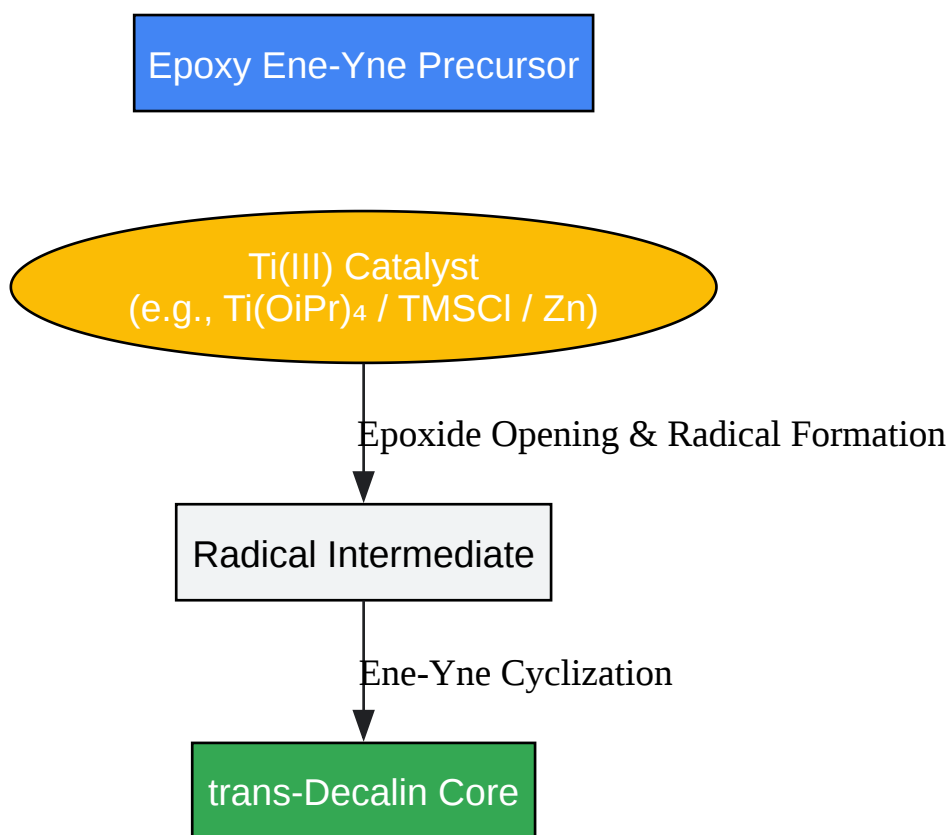 Epoxy Ene-Yne Precursor
Ti(III) Catalyst
(e.g., Ti(OiPr)₄ / TMSCl / Zn)
Epoxide Opening & Radical Formation
Radical Intermediate
Ene-Yne Cyclization
trans-Decalin Core